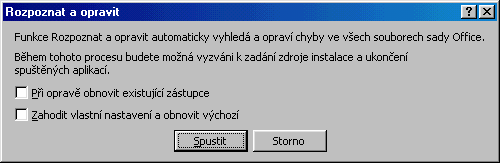 Rozpoznat a opravit
Funkce Rozpoznat a opravit automaticky vyhledá a opraví chyby ve všech souborech sady Office.
Během tohoto procesu budete možná vyzváni k zadání zdroje instalace a ukončení
spuštěných aplikací.
Při opravě obnovit existující zástupce
Zahodit vlastní nastavení a obnovit výchozí
Spustit
Storno